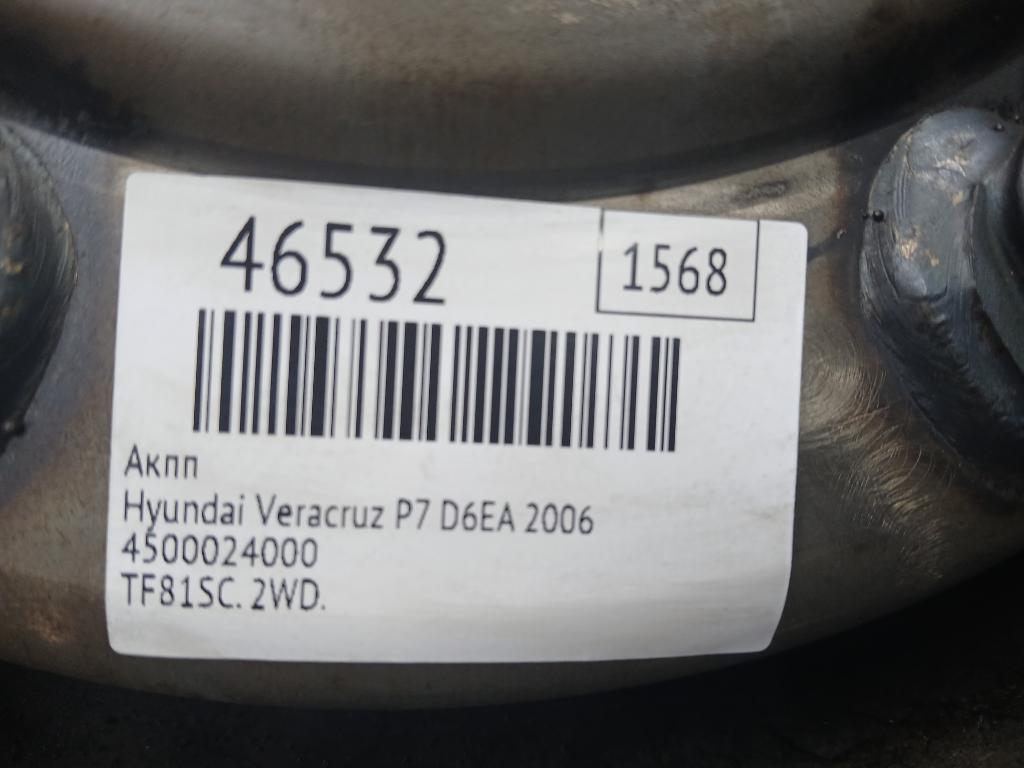 46532
1568
Акпп
Hyundai Veracruz P7 D6EA 2006
4500024000
TF81SC. 2WD.